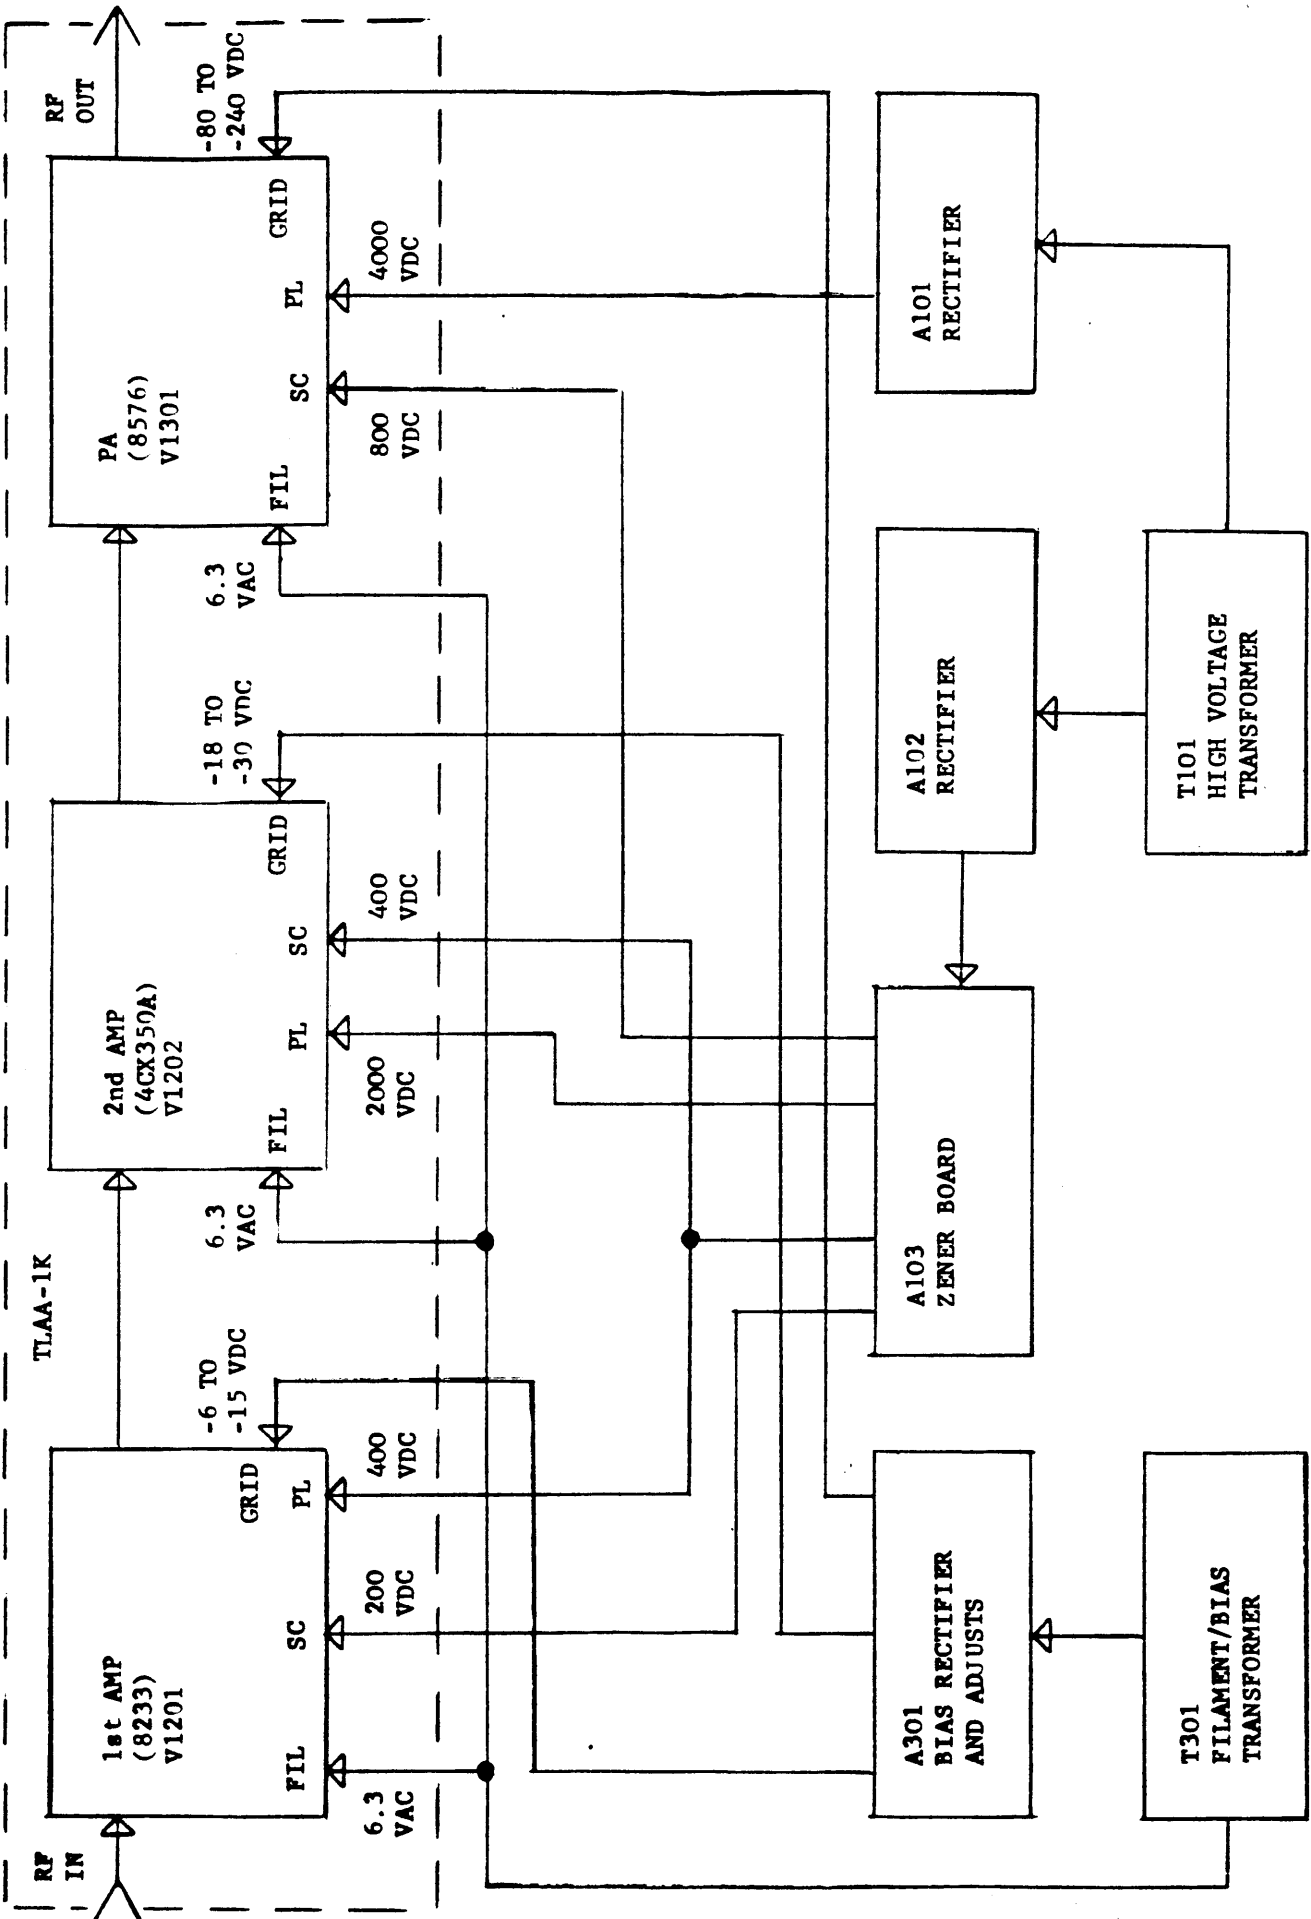 TLAA-1K
RF
IN
1st AMP
(8233)
V1201
FIL
SC
PL
GRID
6.3
VAC
200
VDC
400
VDC
-6 TO
-15 VDC
2nd AMP
(4CX350A)
V1202
FIL
PL
SC
GRID
6.3
VAC
2000
VDC
400
VDC
-18 TO
-30 VDC
PA
(8576)
V1301
FIL
SC
PL
GRID
6.3
VAC
800
VDC
4000
VDC
-80 TO
-240 VDC
RF
OUT
A301
BIAS RECTIFIER
AND ADJUSTS
A103
ZENER BOARD
A102
RECTIFIER
A101
RECTIFIER
T301
FILAMENT/BIAS
TRANSFORMER
T101
HIGH VOLTAGE
TRANSFORMER